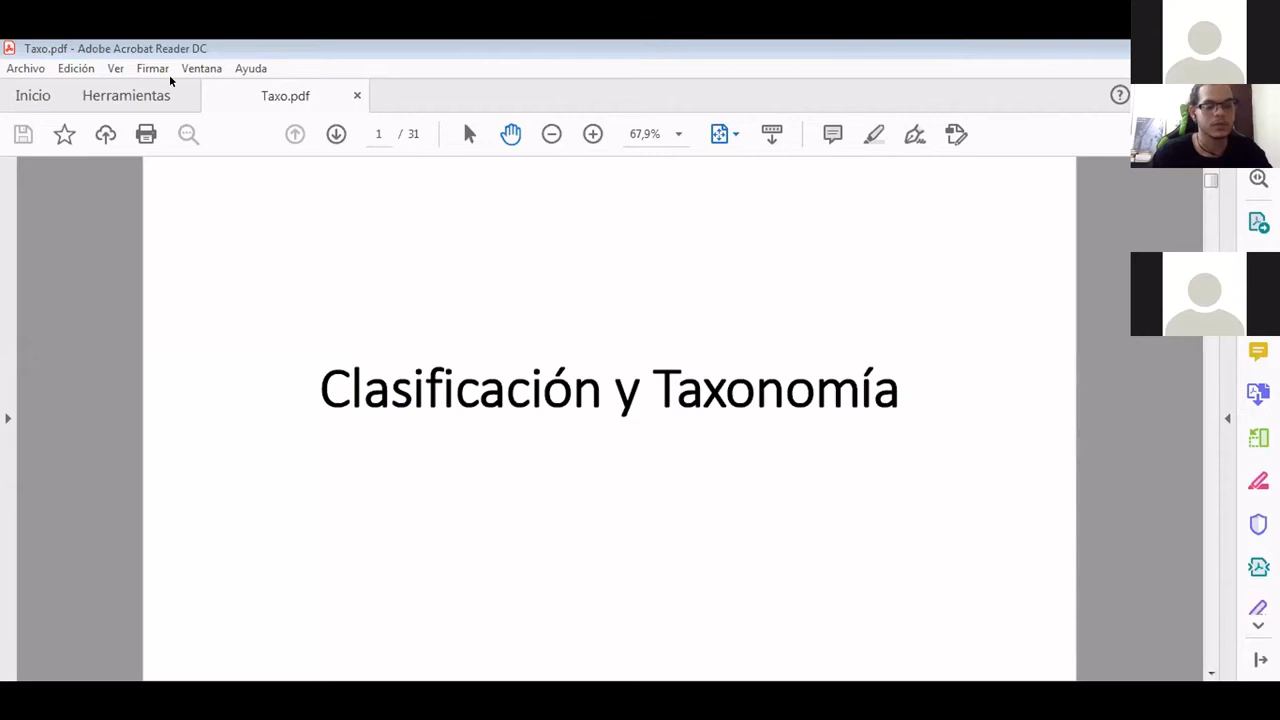 Taxo.pdf - Adobe Acrobat Reader DC
Archivo Edición Ver Firmar Ventana Ayuda
Inicio Herramientas Taxo.pdf
1 / 31 67,9%
Clasificación y Taxonomía